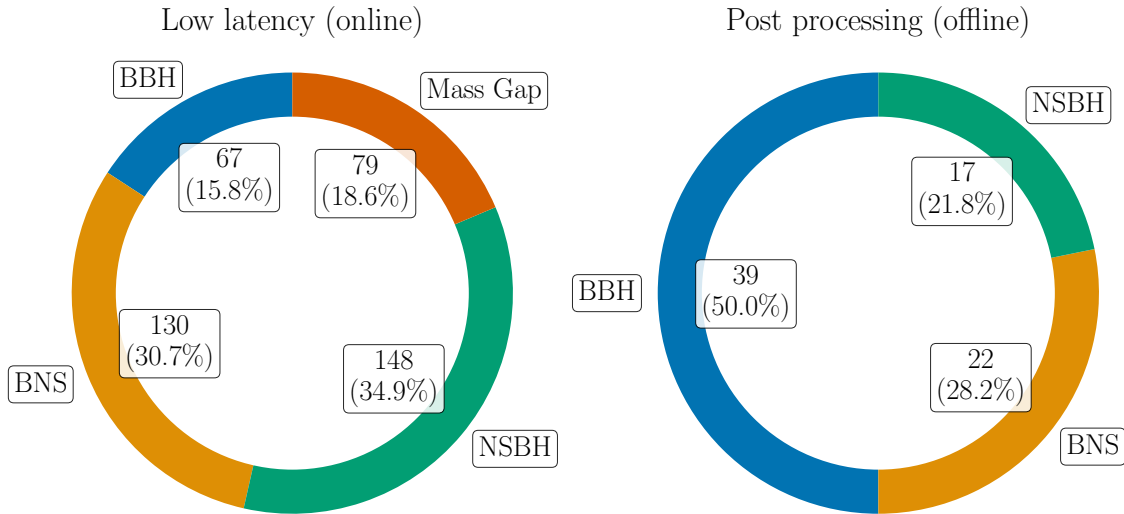 Low latency (online)
BBH
Mass Gap
67
(15.8%)
79
(18.6%)
130
(30.7%)
148
(34.9%)
BNS
NSBH
Post processing (offline)
NSBH
17
(21.8%)
BBH
39
(50.0%)
22
(28.2%)
BNS